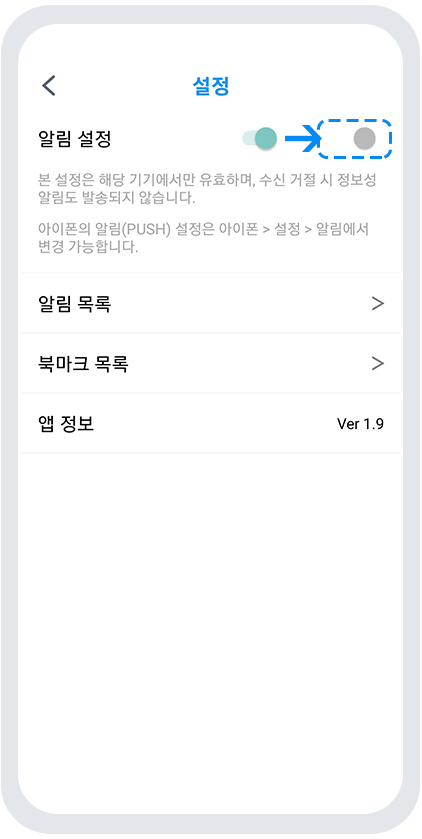 설정
알림 설정
본 설정은 해당 기기에서만 유효하며, 수신 거절 시 정보성
알림도 발송되지 않습니다.
아이폰의 알림(PUSH) 설정은 아이폰 > 설정 > 알림에서
변경 가능합니다.
알림 목록
북마크 목록
앱 정보 Ver 1.9